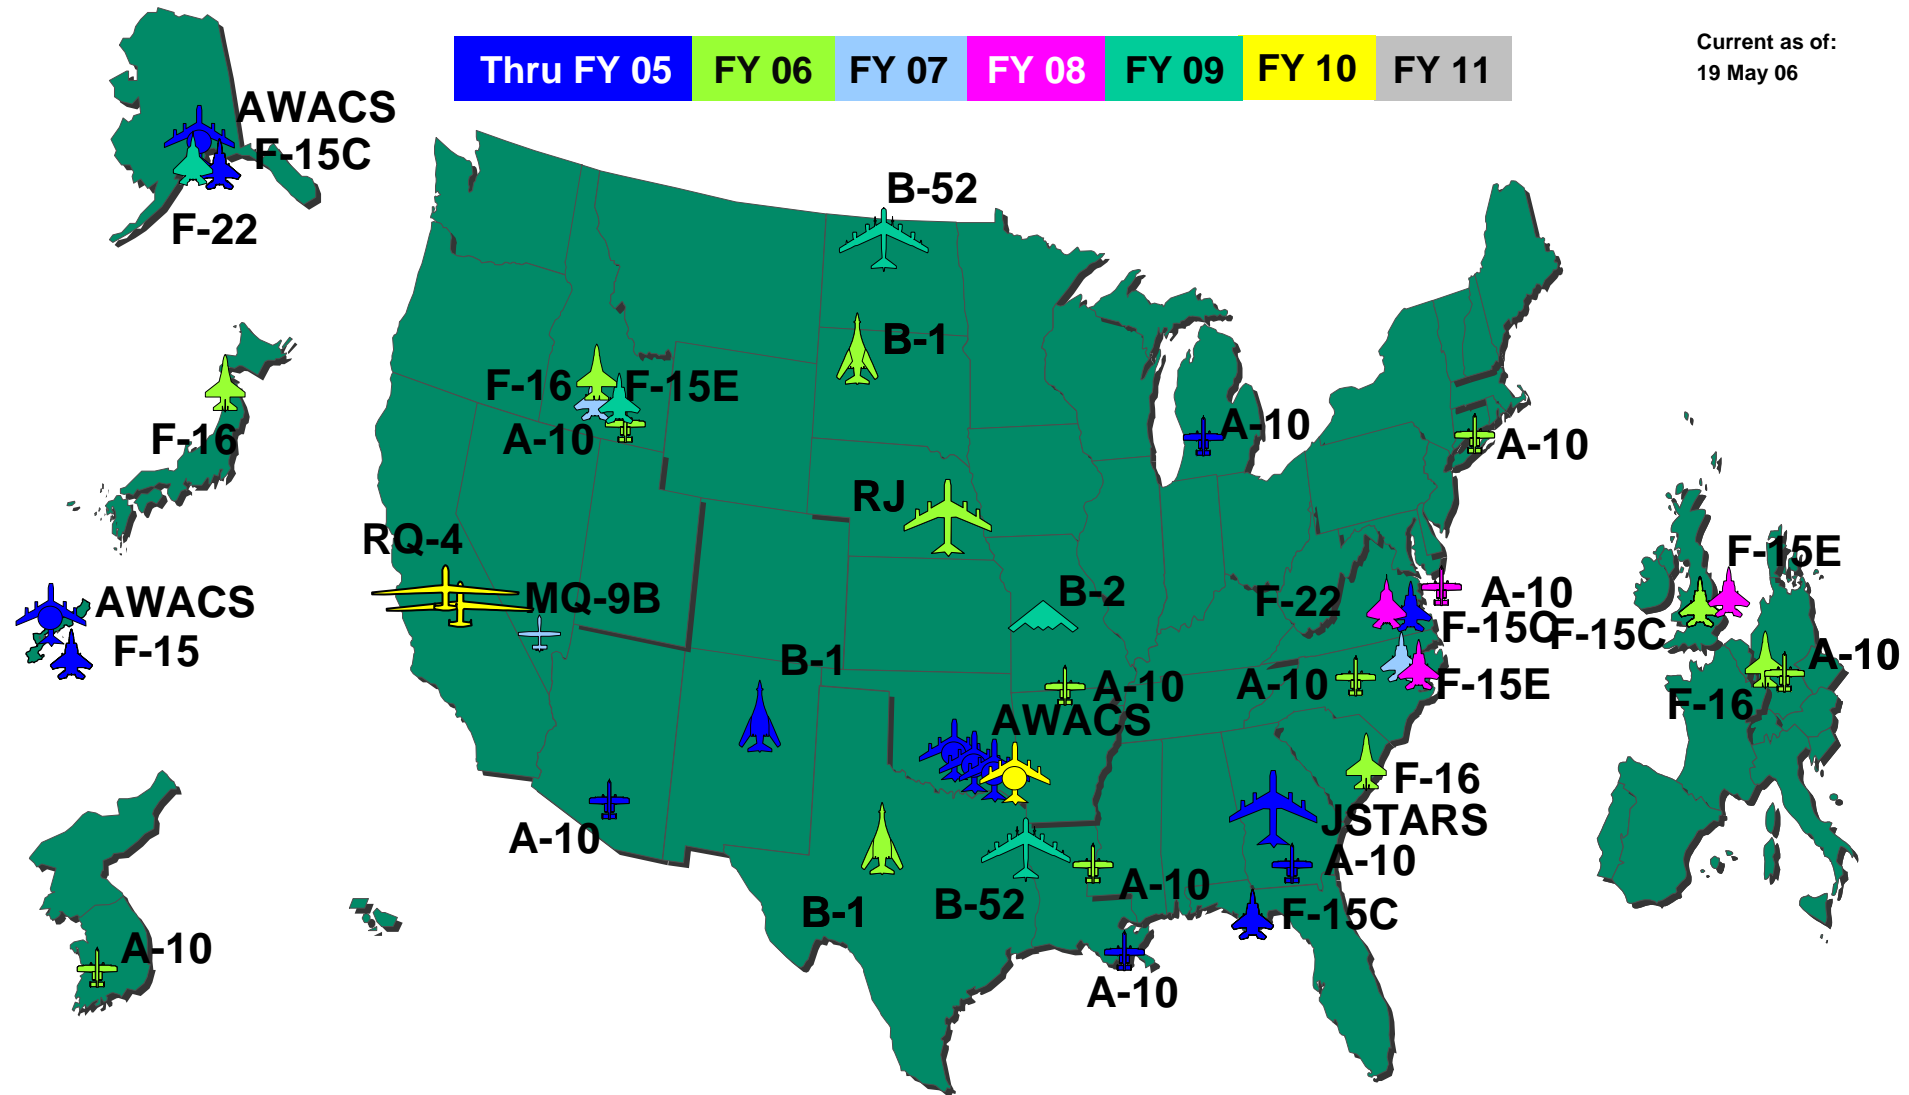 Thru FY 05
FY 06
FY 07
FY 08
FY 09
FY 10
FY 11
Current as of:
19 May 06
AWACS
F-15C
F-22
B-52
B-1
F-16
F-15E
A-10
A-10
A-10
F-16
RJ
RQ-4
MQ-9B
AWACS
F-15
B-2
F-22
A-10
F-15C
F-15E
F-15C
A-10
F-16
B-1
A-10
AWACS
A-10
F-15E
F-16
JSTARS
A-10
A-10
B-1
B-52
A-10
F-15C
A-10
A-10